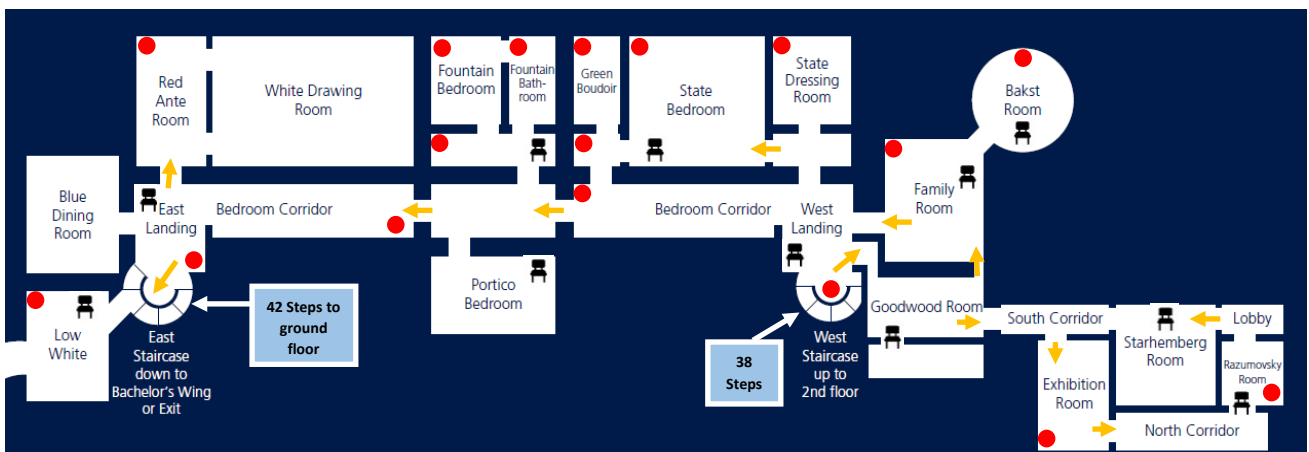 Red
Ante
Room
White Drawing
Room
Fountain
Bedroom
Fountain
Bath-
room
Green
Boudoir
State
Bedroom
State
Dressing
Room
Bakst
Room
Blue
Dining
Room
East
Landing
Bedroom Corridor
Bedroom Corridor
West
Landing
Family
Room
Portico
Bedroom
42 Steps to
ground
floor
Low
White
East
Staircase
down to
Bachelor's Wing
or Exit
38
Steps
West
Staircase
up to
2nd floor
Goodwood Room
South Corridor
Starhemberg
Room
Lobby
Razumovsky
Room
Exhibition
Room
North Corridor